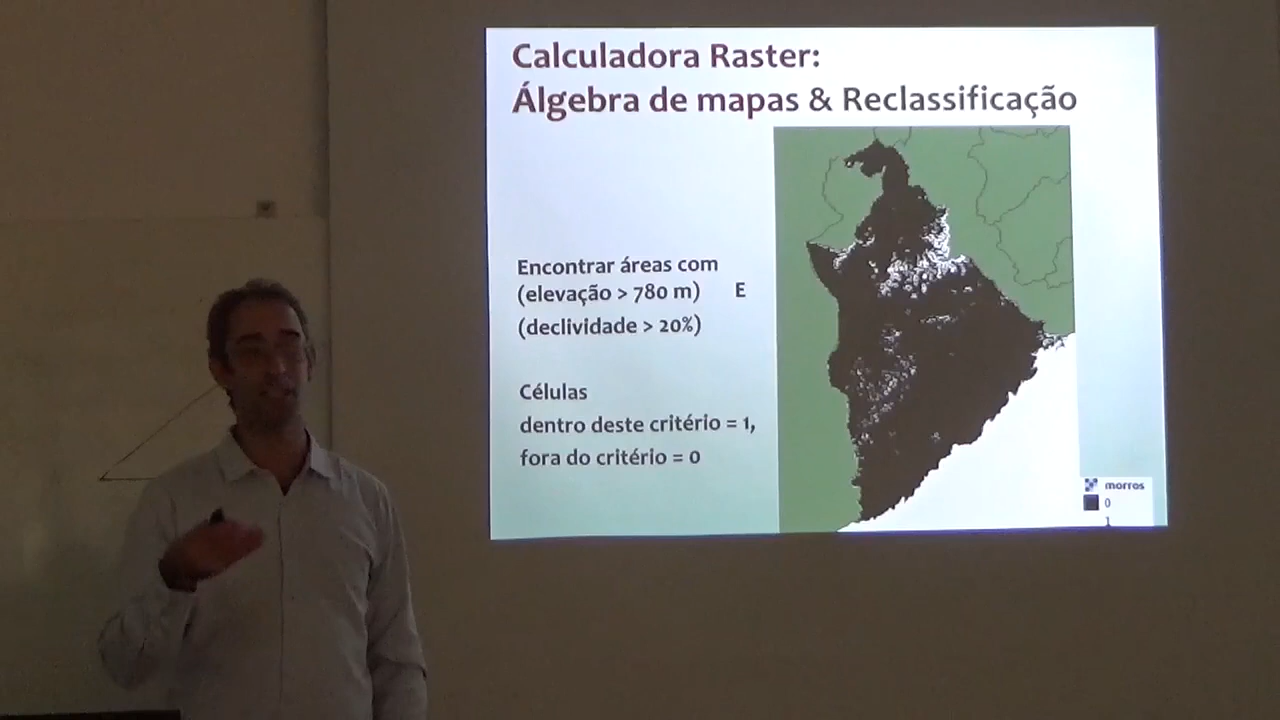 Calculadora Raster:
Álgebra de mapas & Reclassificação
Encontrar áreas com
(elevação > 780 m) E
(declividade > 20%)
Células
dentro deste critério = 1,
fora do critério = 0
morros
0
1